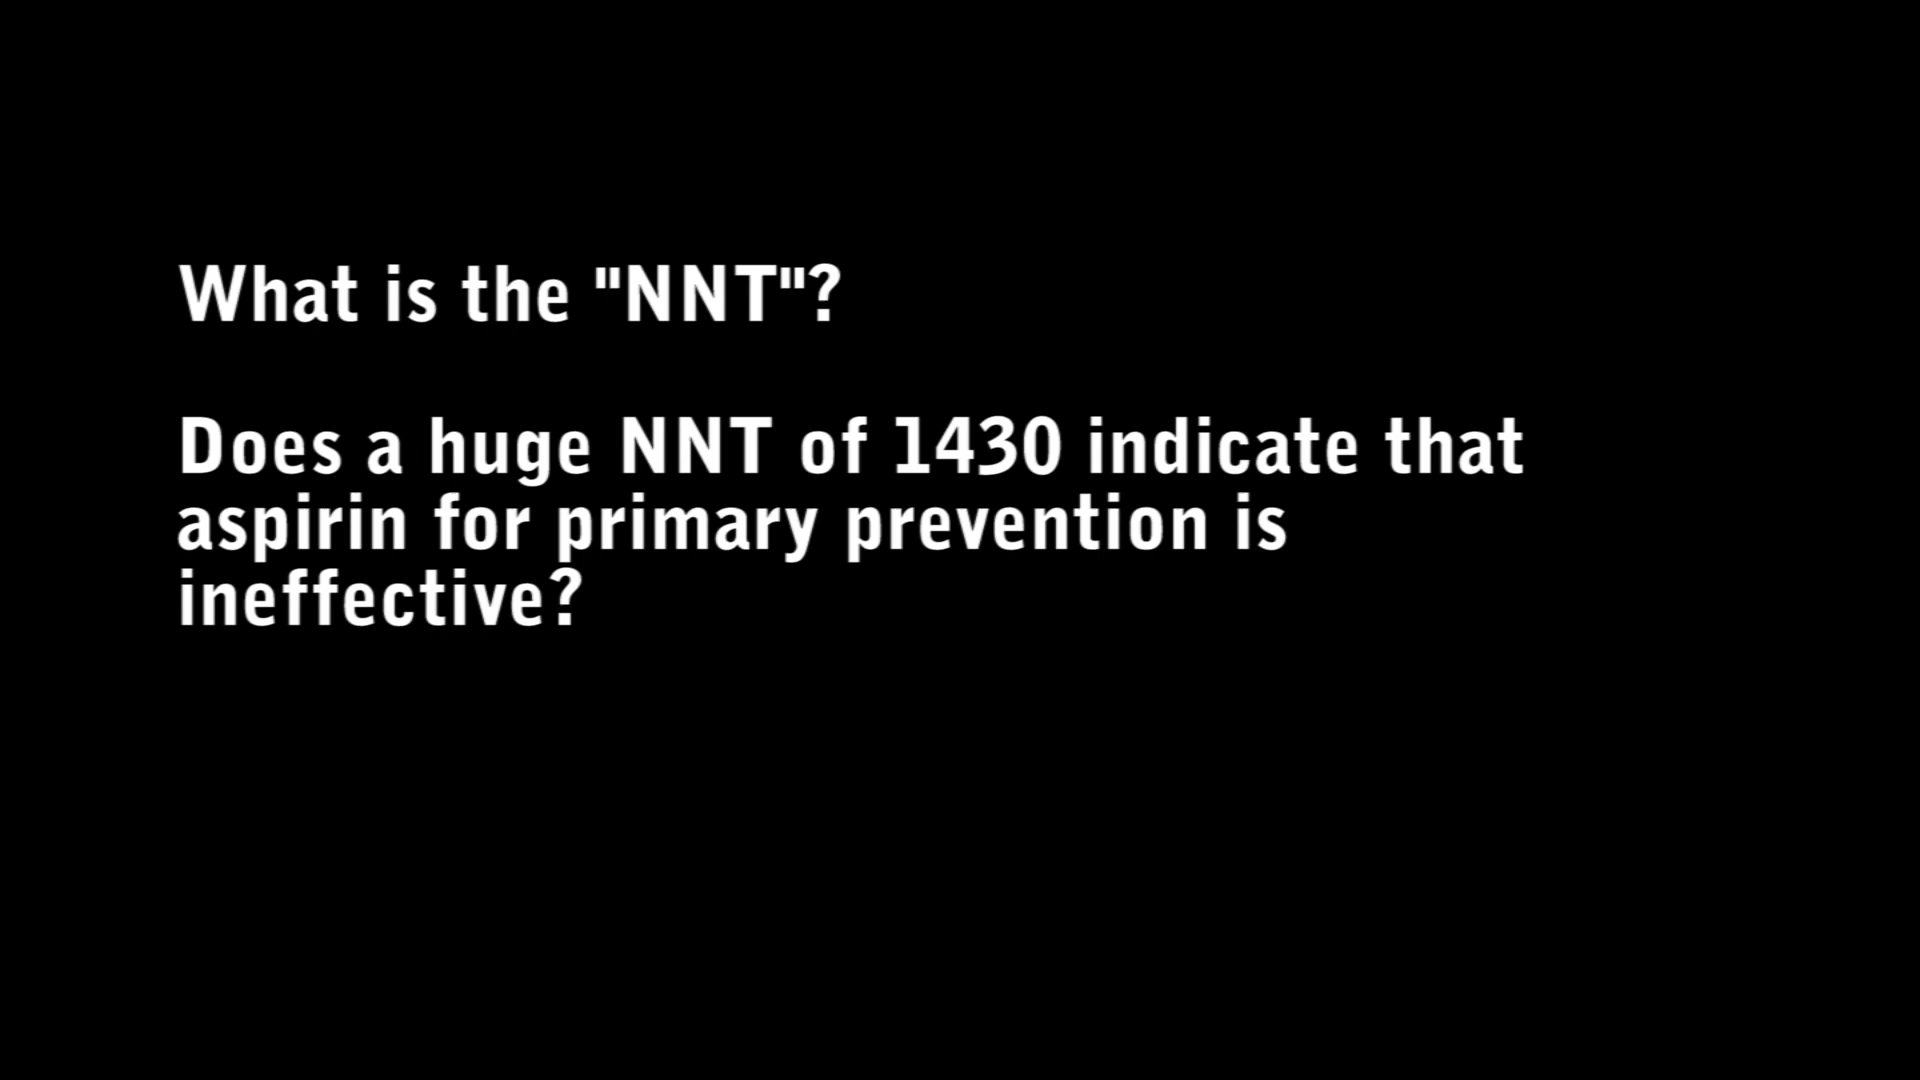 What is the "NNT"?
Does a huge NNT of 1430 indicate that
aspirin for primary prevention is
ineffective?